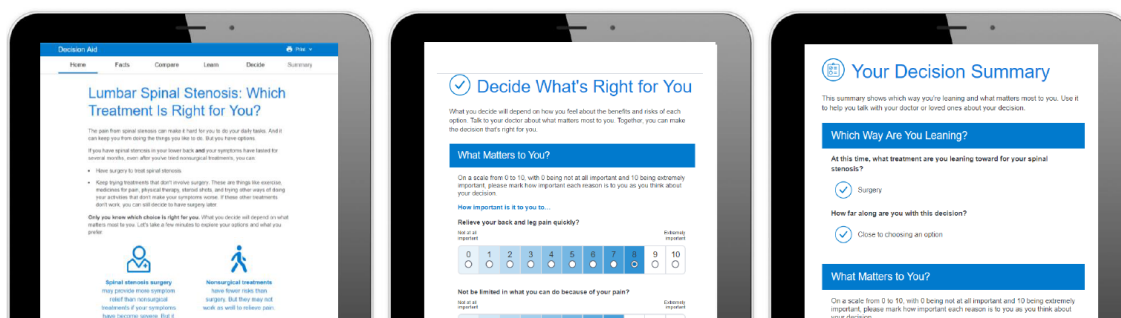 Decision Aid
Print
Home Facts Compare Learn Decide Summary
Lumbar Spinal Stenosis: Which
Treatment Is Right for You?
The pain from spinal stenosis can make it hard for you to do your daily tasks. And it
can keep you from doing the things you like to do. But you have options.
If you have spinal stenosis in your lower back and your symptoms have lasted for
several months, even after you've tried nonsurgical treatments, you can:
• Have surgery to treat spinal stenosis.
• Keep trying treatments that don't involve surgery. These are things like exercise,
medicines for pain, physical therapy, steroid shots, and trying other ways of doing
your activities that don't make your symptoms worse. If those other treatments
don't work, you can still decide to have surgery later.
Only you know which choice is right for you. What you decide will depend on what
matters most to you. Let's take a few minutes to explore your options and what you
prefer.
Spinal stenosis surgery
may provide more symptom
relief than nonsurgical
treatments if your symptoms
have become severe. But it
Nonsurgical treatments
have fewer risks than
surgery. But they may not
work as well to relieve pain.
Decide What's Right for You
What you decide will depend on how you feel about the benefits and risks of each
option. Talk to your doctor about what matters most to you. Together, you can make
the decision that's right for you.
What Matters to You?
On a scale from 0 to 10, with 0 being not at all important and 10 being extremely
important, please mark how important each reason is to you as you think about
your decision.
How important is it to you to...
Relieve your back and leg pain quickly?
Not at all
important
Extremely
important
0 1 2 3 4 5 6 7 8 9 10
Not be limited in what you can do because of your pain?
Not at all
important
Extremely
important
Your Decision Summary
This summary shows which way you're leaning and what matters most to you. Use it
to help you talk with your doctor or loved ones about your decision.
Which Way Are You Leaning?
At this time, what treatment are you leaning toward for your spinal
stenosis?
Surgery
How far along are you with this decision?
Close to choosing an option
What Matters to You?
On a scale from 0 to 10, with 0 being not at all important and 10 being extremely
important, please mark how important each reason is to you as you think about
your decision.